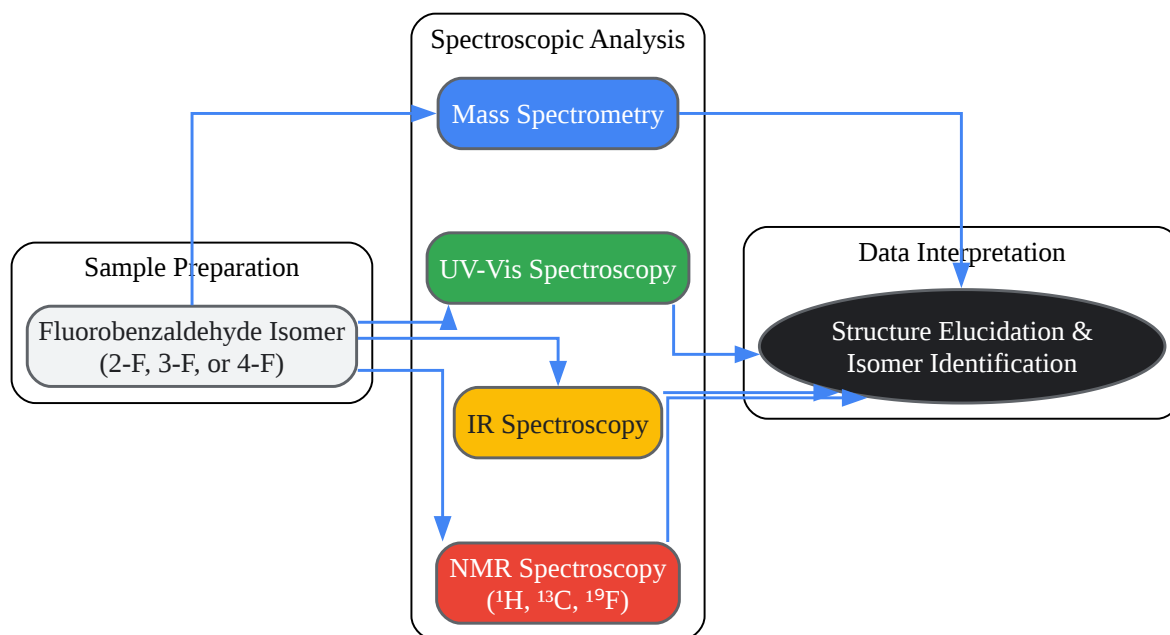 Spectroscopic Analysis
Mass Spectrometry
Sample Preparation
Fluorobenzaldehyde Isomer
(2-F, 3-F, or 4-F)
UV-Vis Spectroscopy
IR Spectroscopy
NMR Spectroscopy
(¹H, ¹³C, ¹⁹F)
Data Interpretation
Structure Elucidation &
Isomer Identification